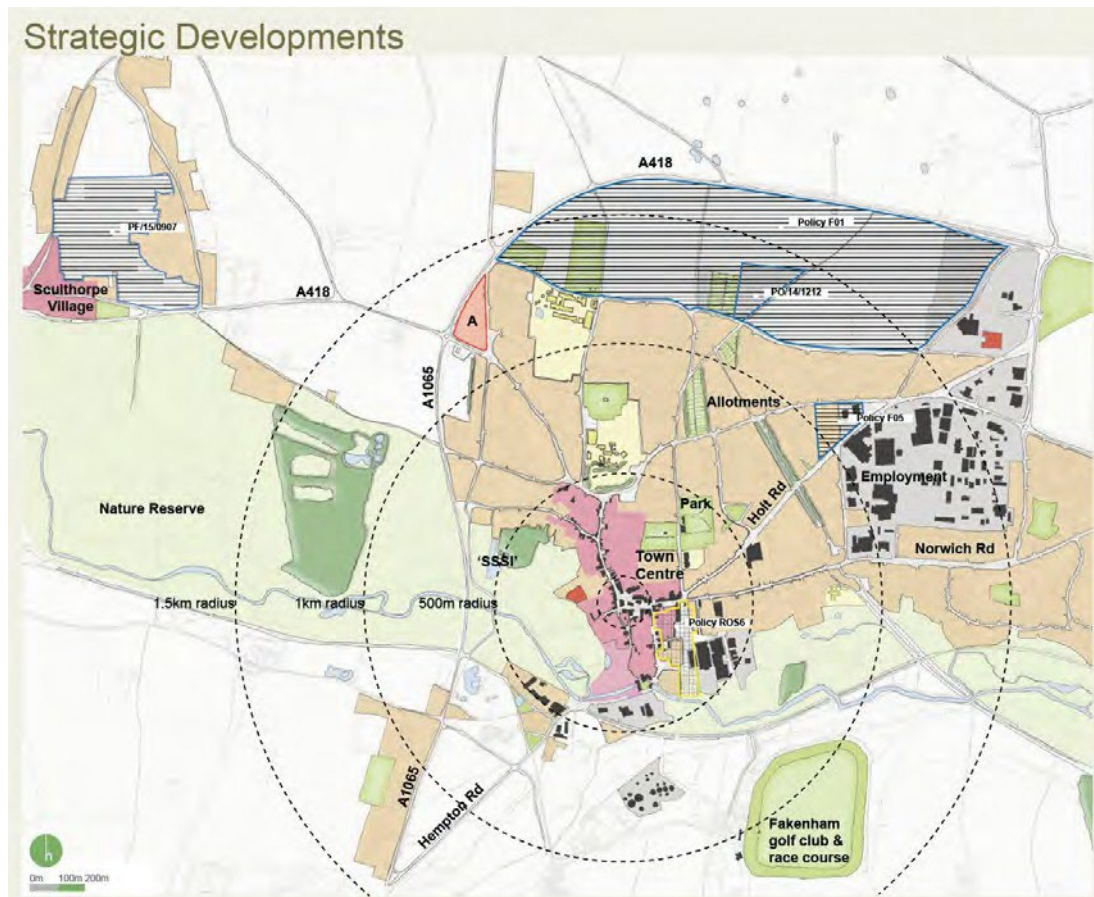 Strategic Developments
A418
Policy F01
PF/15/0907
Sculthorpe
Village
A418
PO/14/1212
A
A1065
Allotments
Policy F05
Employment
Holt Rd
Nature Reserve
Park
Norwich Rd
'SSSI'
Town
Centre
1.5km radius
1km radius
500m radius
Policy ROS6
A1065
Hempton Rd
Fakenham
golf club &
race course
n
0m 100m 200m